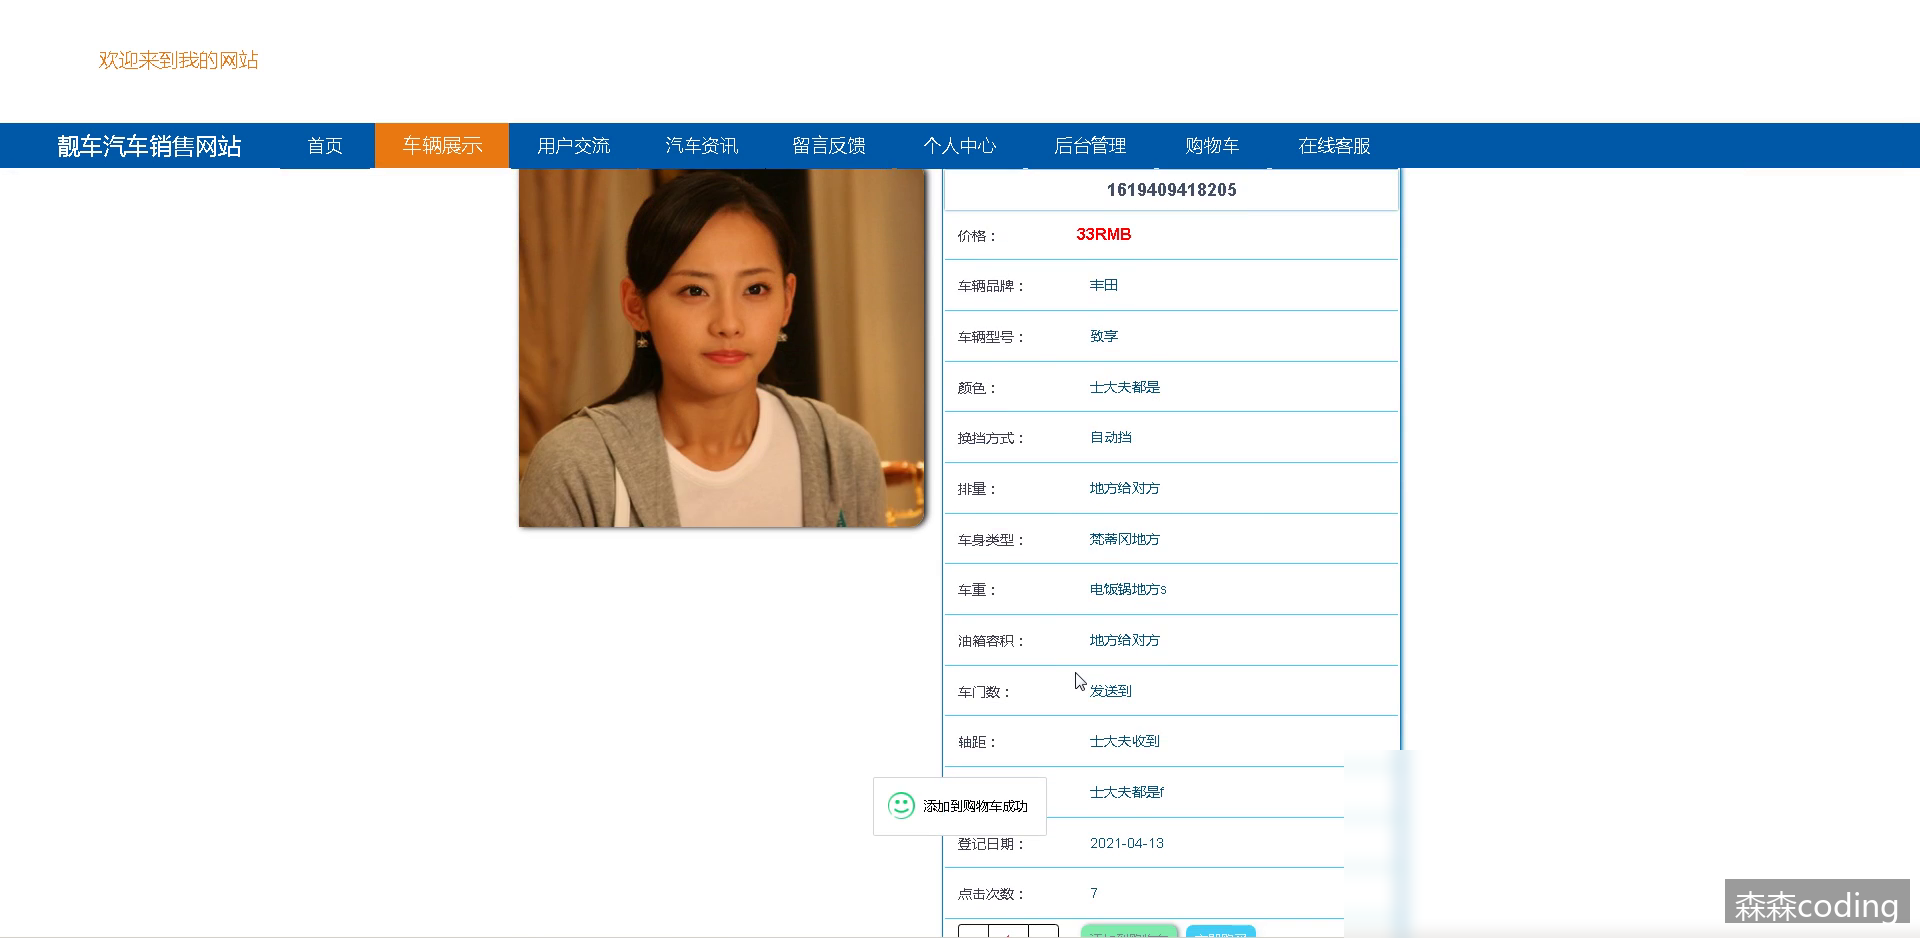 欢迎来到我的网站
靓车汽车销售网站 首页 车辆展示 用户交流 汽车资讯 留言反馈 个人中心 后台管理 购物车 在线客服
1619409418205
价格： 33RMB
车辆品牌： 丰田
车辆型号： 致享
颜色： 士大夫都是
换挡方式： 自动挡
排量： 地方给对方
车身类型： 梵蒂冈地方
车重： 电饭锅地方s
油箱容积： 地方给对方
车门数： 发送到
轴距： 士大夫收到
士大夫都是f
添加到购物车成功
登记日期： 2021-04-13
点击次数： 7
森森coding